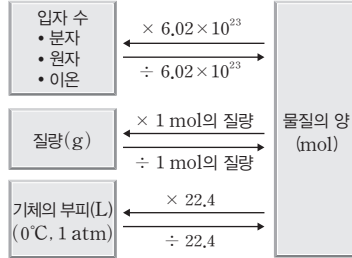 입자 수
• 분자
• 원자
• 이온
× 6.02×10²³
÷ 6.02×10²³
질량(g)
× 1 mol의 질량
÷ 1 mol의 질량
기체의 부피(L)
(0℃, 1 atm)
× 22.4
÷ 22.4
물질의 양
(mol)